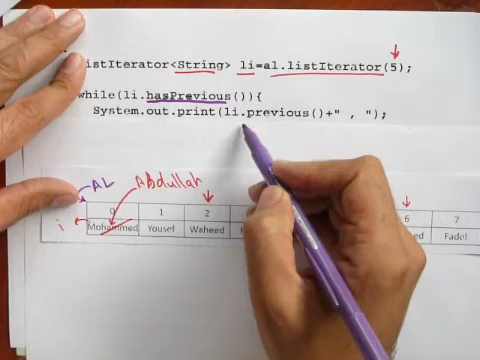 ListIterator<String> li=al.listIterator(5);
while(li.hasPrevious()){
System.out.print(li.previous()+" , ");
AL Abdullah
0 1 2 6 7
i Mohammed Yousef Waheed Fadel